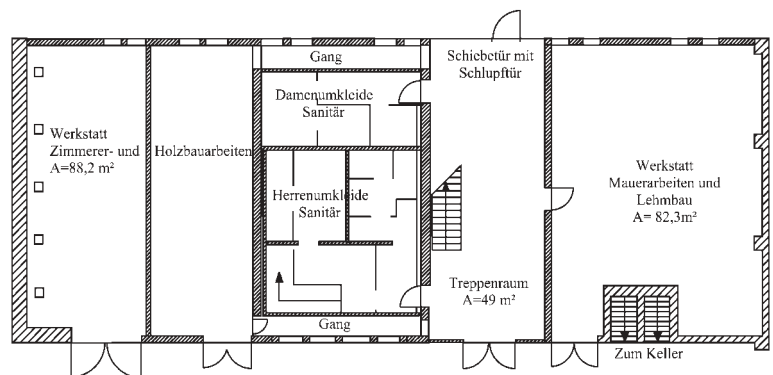 Gang
Schiebetür mit
Schlupftür
Damenumkleide
Sanitär
Werkstatt
Zimmerer- und
A=88,2 m²
Holzbauarbeiten
Herrenumkleide
Sanitär
Werkstatt
Mauerarbeiten und
Lehmbau
A= 82,3m²
Treppenraum
A=49 m²
Gang
Zum Keller